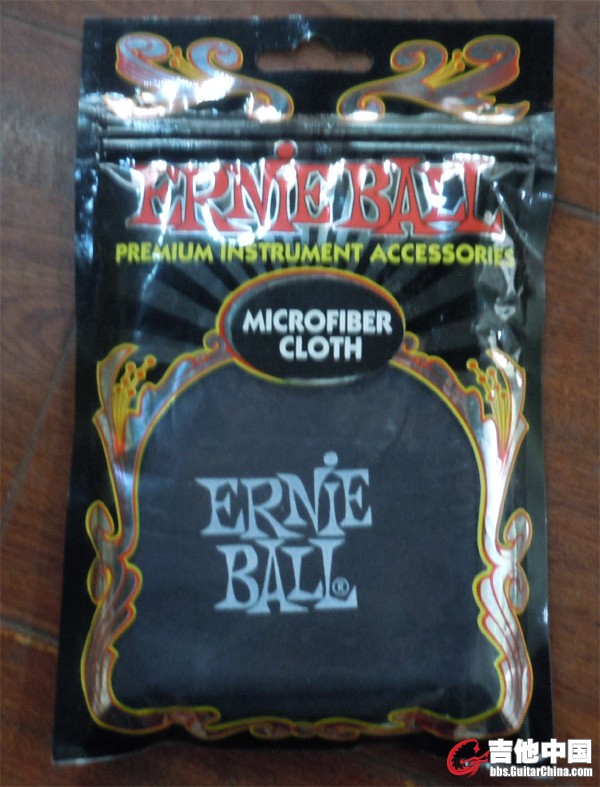 ERNIE BALL
PREMIUM INSTRUMENT ACCESSORIES
MICROFIBER
CLOTH
ERNIE
BALL®
吉他中国
bbs.GuitarChina.com